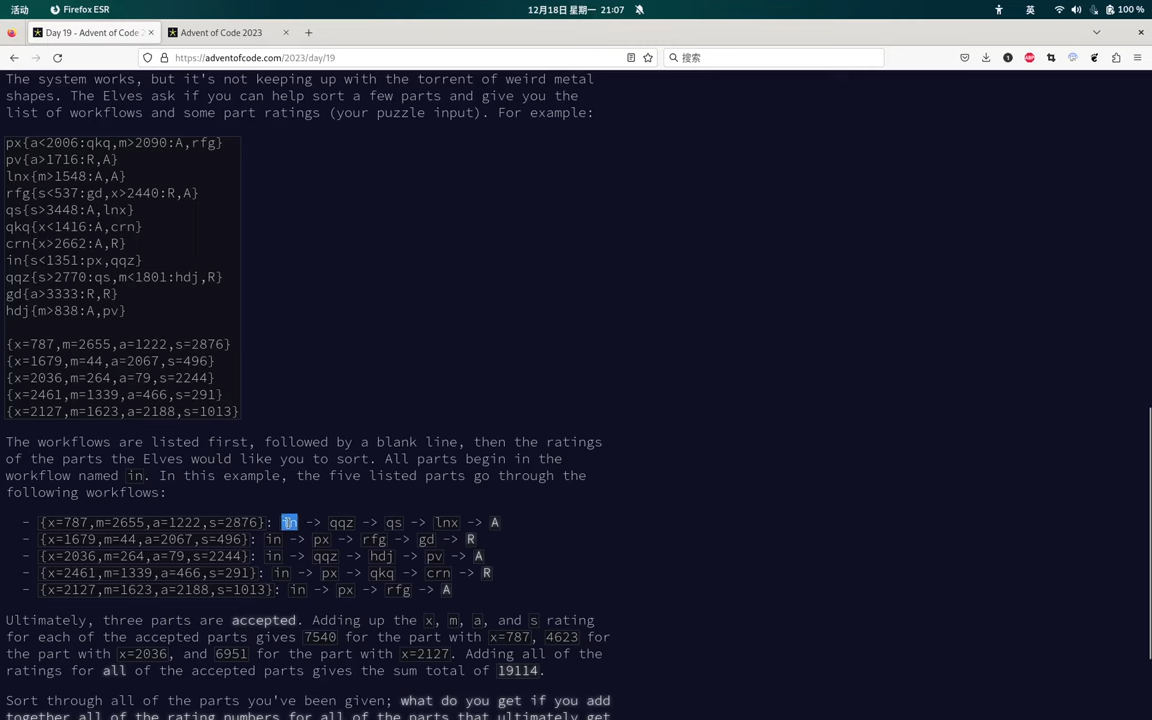 活动 Firefox ESR 12月18日 星期一 21:07 英 100 %
Day 19 - Advent of Code 2 Advent of Code 2023
https://adventofcode.com/2023/day/19 搜索
The system works, but it's not keeping up with the torrent of weird metal
shapes. The Elves ask if you can help sort a few parts and give you the
list of workflows and some part ratings (your puzzle input). For example:
px{a<2006:qkq,m>2090:A,rfg}
pv{a>1716:R,A}
lnx{m>1548:A,A}
rfg{s<537:gd,x>2440:R,A}
qs{s>3448:A,lnx}
qkq{x<1416:A,crn}
crn{x>2662:A,R}
in{s<1351:px,qqz}
qqz{s>2770:qs,m<1801:hdj,R}
gd{a>3333:R,R}
hdj{m>838:A,pv}
{x=787,m=2655,a=1222,s=2876}
{x=1679,m=44,a=2067,s=496}
{x=2036,m=264,a=79,s=2244}
{x=2461,m=1339,a=466,s=291}
{x=2127,m=1623,a=2188,s=1013}
The workflows are listed first, followed by a blank line, then the ratings
of the parts the Elves would like you to sort. All parts begin in the
workflow named in. In this example, the five listed parts go through the
following workflows:
- {x=787,m=2655,a=1222,s=2876}: in -> qqz -> qs -> lnx -> A
- {x=1679,m=44,a=2067,s=496}: in -> px -> rfg -> gd -> R
- {x=2036,m=264,a=79,s=2244}: in -> qqz -> hdj -> pv -> A
- {x=2461,m=1339,a=466,s=291}: in -> px -> qkq -> crn -> R
- {x=2127,m=1623,a=2188,s=1013}: in -> px -> rfg -> A
Ultimately, three parts are accepted. Adding up the x, m, a, and s rating
for each of the accepted parts gives 7540 for the part with x=787, 4623 for
the part with x=2036, and 6951 for the part with x=2127. Adding all of the
ratings for all of the accepted parts gives the sum total of 19114.
Sort through all of the parts you've been given; what do you get if you add
together all of the rating numbers for all of the parts that ultimately get